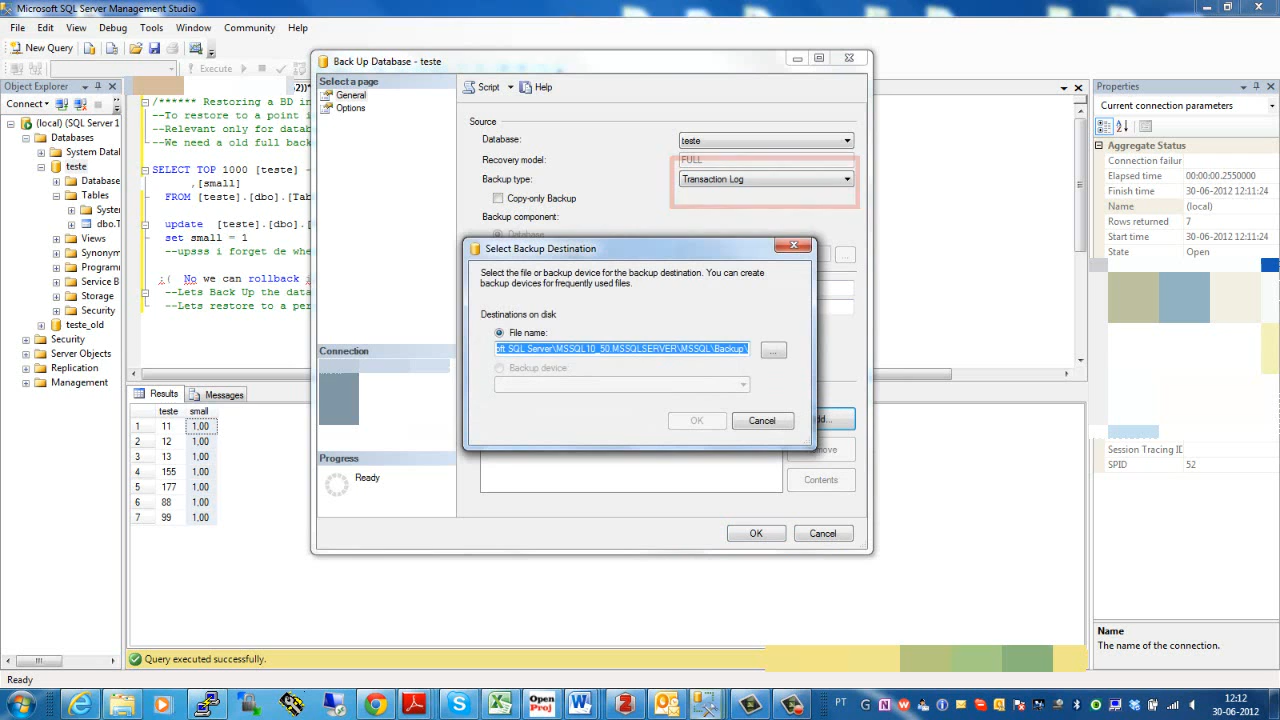 Microsoft SQL Server Management Studio
File Edit View Debug Tools Window Community Help
New Query
Execute
Object Explorer
Connect
(local) (SQL Server 1
Databases
System Datal
teste
Database
Tables
Syster
dbo.T
Views
Synonym
Programr
Service B
Storage
Security
teste_old
Security
Server Objects
Replication
Management
2))*
/****** Restoring a BD in
--To restore to a point i
--Relevant only for datab
--We need a old full back
SELECT TOP 1000 [teste]
,[small]
FROM [teste].[dbo].[Tab
update [teste].[dbo].[
set small = 1
--upsss i forget de whe
;( No we can rollback i
--Lets Back Up the data
--Lets restore to a per
Back Up Database - teste
Select a page
General
Options
Script Help
Source
Database: teste
Recovery model: FULL
Backup type: Transaction Log
Copy-only Backup
Backup component:
Database
Connection
Progress
Ready
Select Backup Destination
Select the file or backup device for the backup destination. You can create
backup devices for frequently used files.
Destinations on disk
File name:
oft SQL Server\MSSQL10_50.MSSQLSERVER\MSSQL\Backup\
...
Backup device:
OK Cancel
Contents
OK Cancel
Results Messages
teste small
1 11 1,00
2 12 1,00
3 13 1,00
4 155 1,00
5 177 1,00
6 88 1,00
7 99 1,00
Query executed successfully.
Properties
Current connection parameters
Aggregate Status
Connection failur
Elapsed time 00:00:00.2550000
Finish time 30-06-2012 12:11:24
Name (local)
Rows returned 7
Start time 30-06-2012 12:11:24
State Open
Session Tracing ID
SPID 52
Name
The name of the connection.
Ready
Open
Proj
PT
12:12
30-06-2012